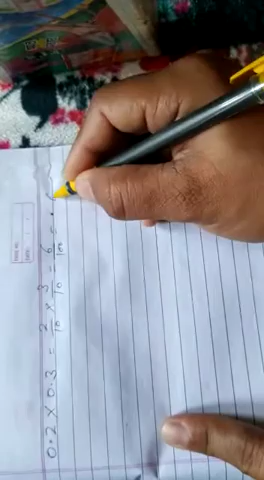 0.2 × 0.3 = 2/10 × 3/10 = 6/10 =